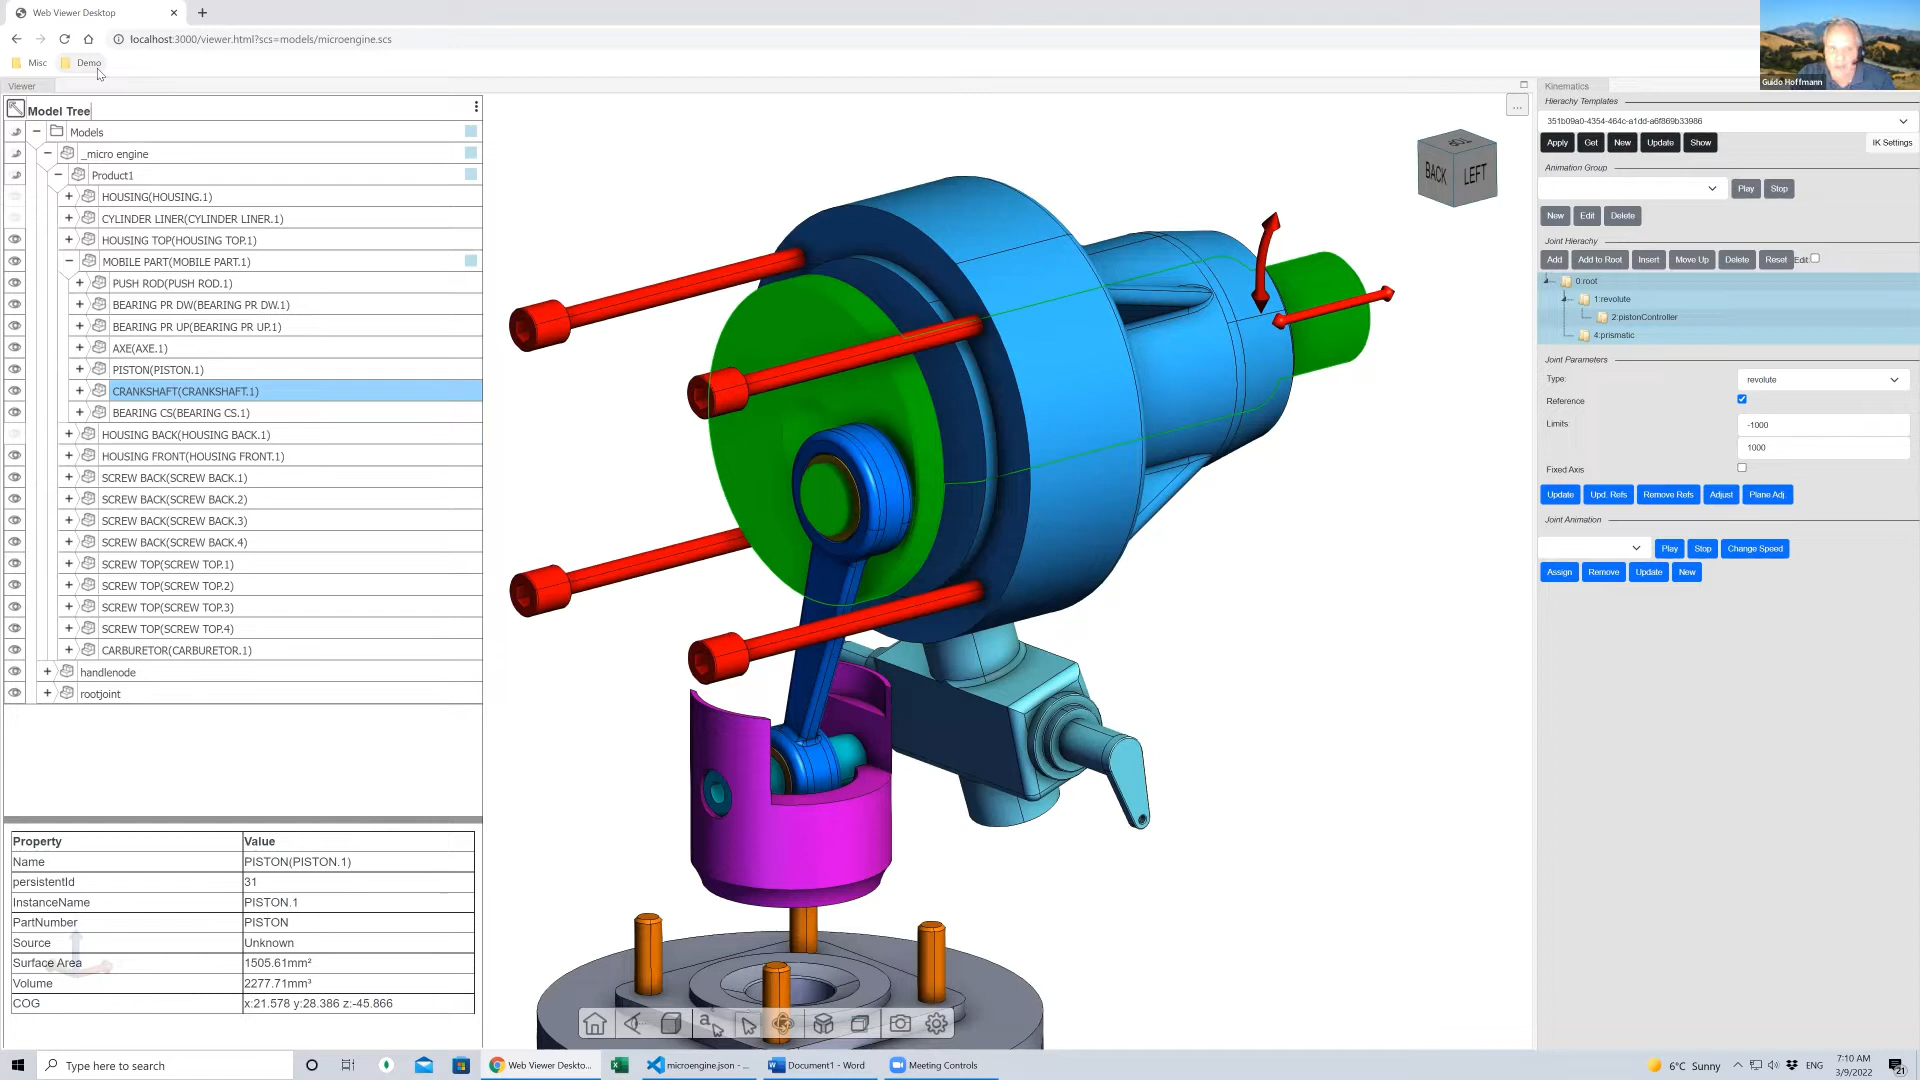 Web Viewer Desktop
localhost:3000/viewer.html?scs=models/microengine.scs
Misc
Demo
Guido Hoffmann
Viewer
Model Tree
Models
_micro engine
Product1
HOUSING(HOUSING.1)
CYLINDER LINER(CYLINDER LINER.1)
HOUSING TOP(HOUSING TOP.1)
MOBILE PART(MOBILE PART.1)
PUSH ROD(PUSH ROD.1)
BEARING PR DW(BEARING PR DW.1)
BEARING PR UP(BEARING PR UP.1)
AXE(AXE.1)
PISTON(PISTON.1)
CRANKSHAFT(CRANKSHAFT.1)
BEARING CS(BEARING CS.1)
HOUSING BACK(HOUSING BACK.1)
HOUSING FRONT(HOUSING FRONT.1)
SCREW BACK(SCREW BACK.1)
SCREW BACK(SCREW BACK.2)
SCREW BACK(SCREW BACK.3)
SCREW BACK(SCREW BACK.4)
SCREW TOP(SCREW TOP.1)
SCREW TOP(SCREW TOP.2)
SCREW TOP(SCREW TOP.3)
SCREW TOP(SCREW TOP.4)
CARBURETOR(CARBURETOR.1)
handlenode
rootjoint
Property Value
Name PISTON(PISTON.1)
persistentId 31
InstanceName PISTON.1
PartNumber PISTON
Source Unknown
Surface Area 1505.61mm²
Volume 2277.71mm³
COG x:21.578 y:28.386 z:-45.866
TOP
BACK LEFT
...
Kinematics
Hierachy Templates
351b09a0-4354-464c-a1dd-a6f869b33986
Apply Get New Update Show IK Settings
Animation Group
Play Stop
New Edit Delete
Joint Hierachy
Add Add to Root Insert Move Up Delete Reset Edit
0:root
1:revolute
2:pistonController
4:prismatic
Joint Parameters
Type: revolute
Reference
Limits: -1000
1000
Fixed Axis
Update Upd. Refs Remove Refs Adjust Plane Adj.
Joint Animation
Play Stop Change Speed
Assign Remove Update New
Type here to search
Web Viewer Deskto...
microengine.json - ...
Document1 - Word
Meeting Controls
6°C Sunny
ENG
7:10 AM
3/9/2022
21